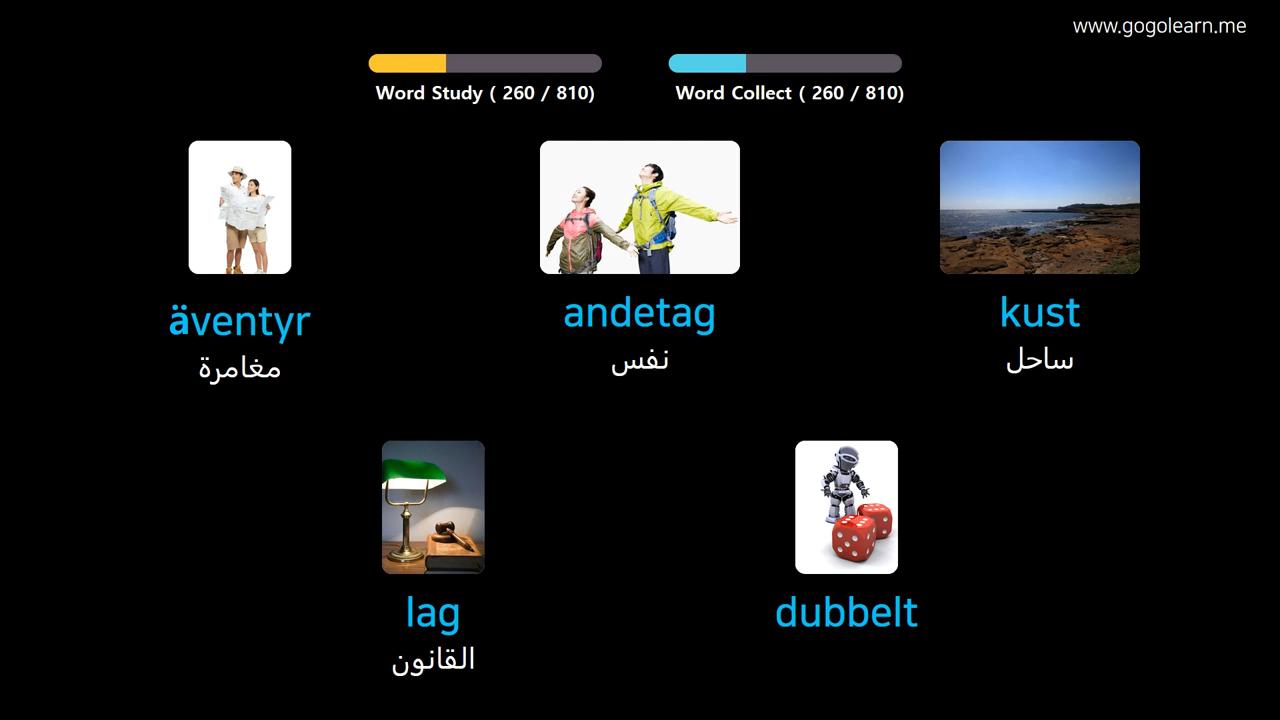 www.gogolearn.me
Word Study ( 260 / 810)
Word Collect ( 260 / 810)
äventyr
مغامرة
andetag
نفس
kust
ساحل
lag
القانون
dubbelt